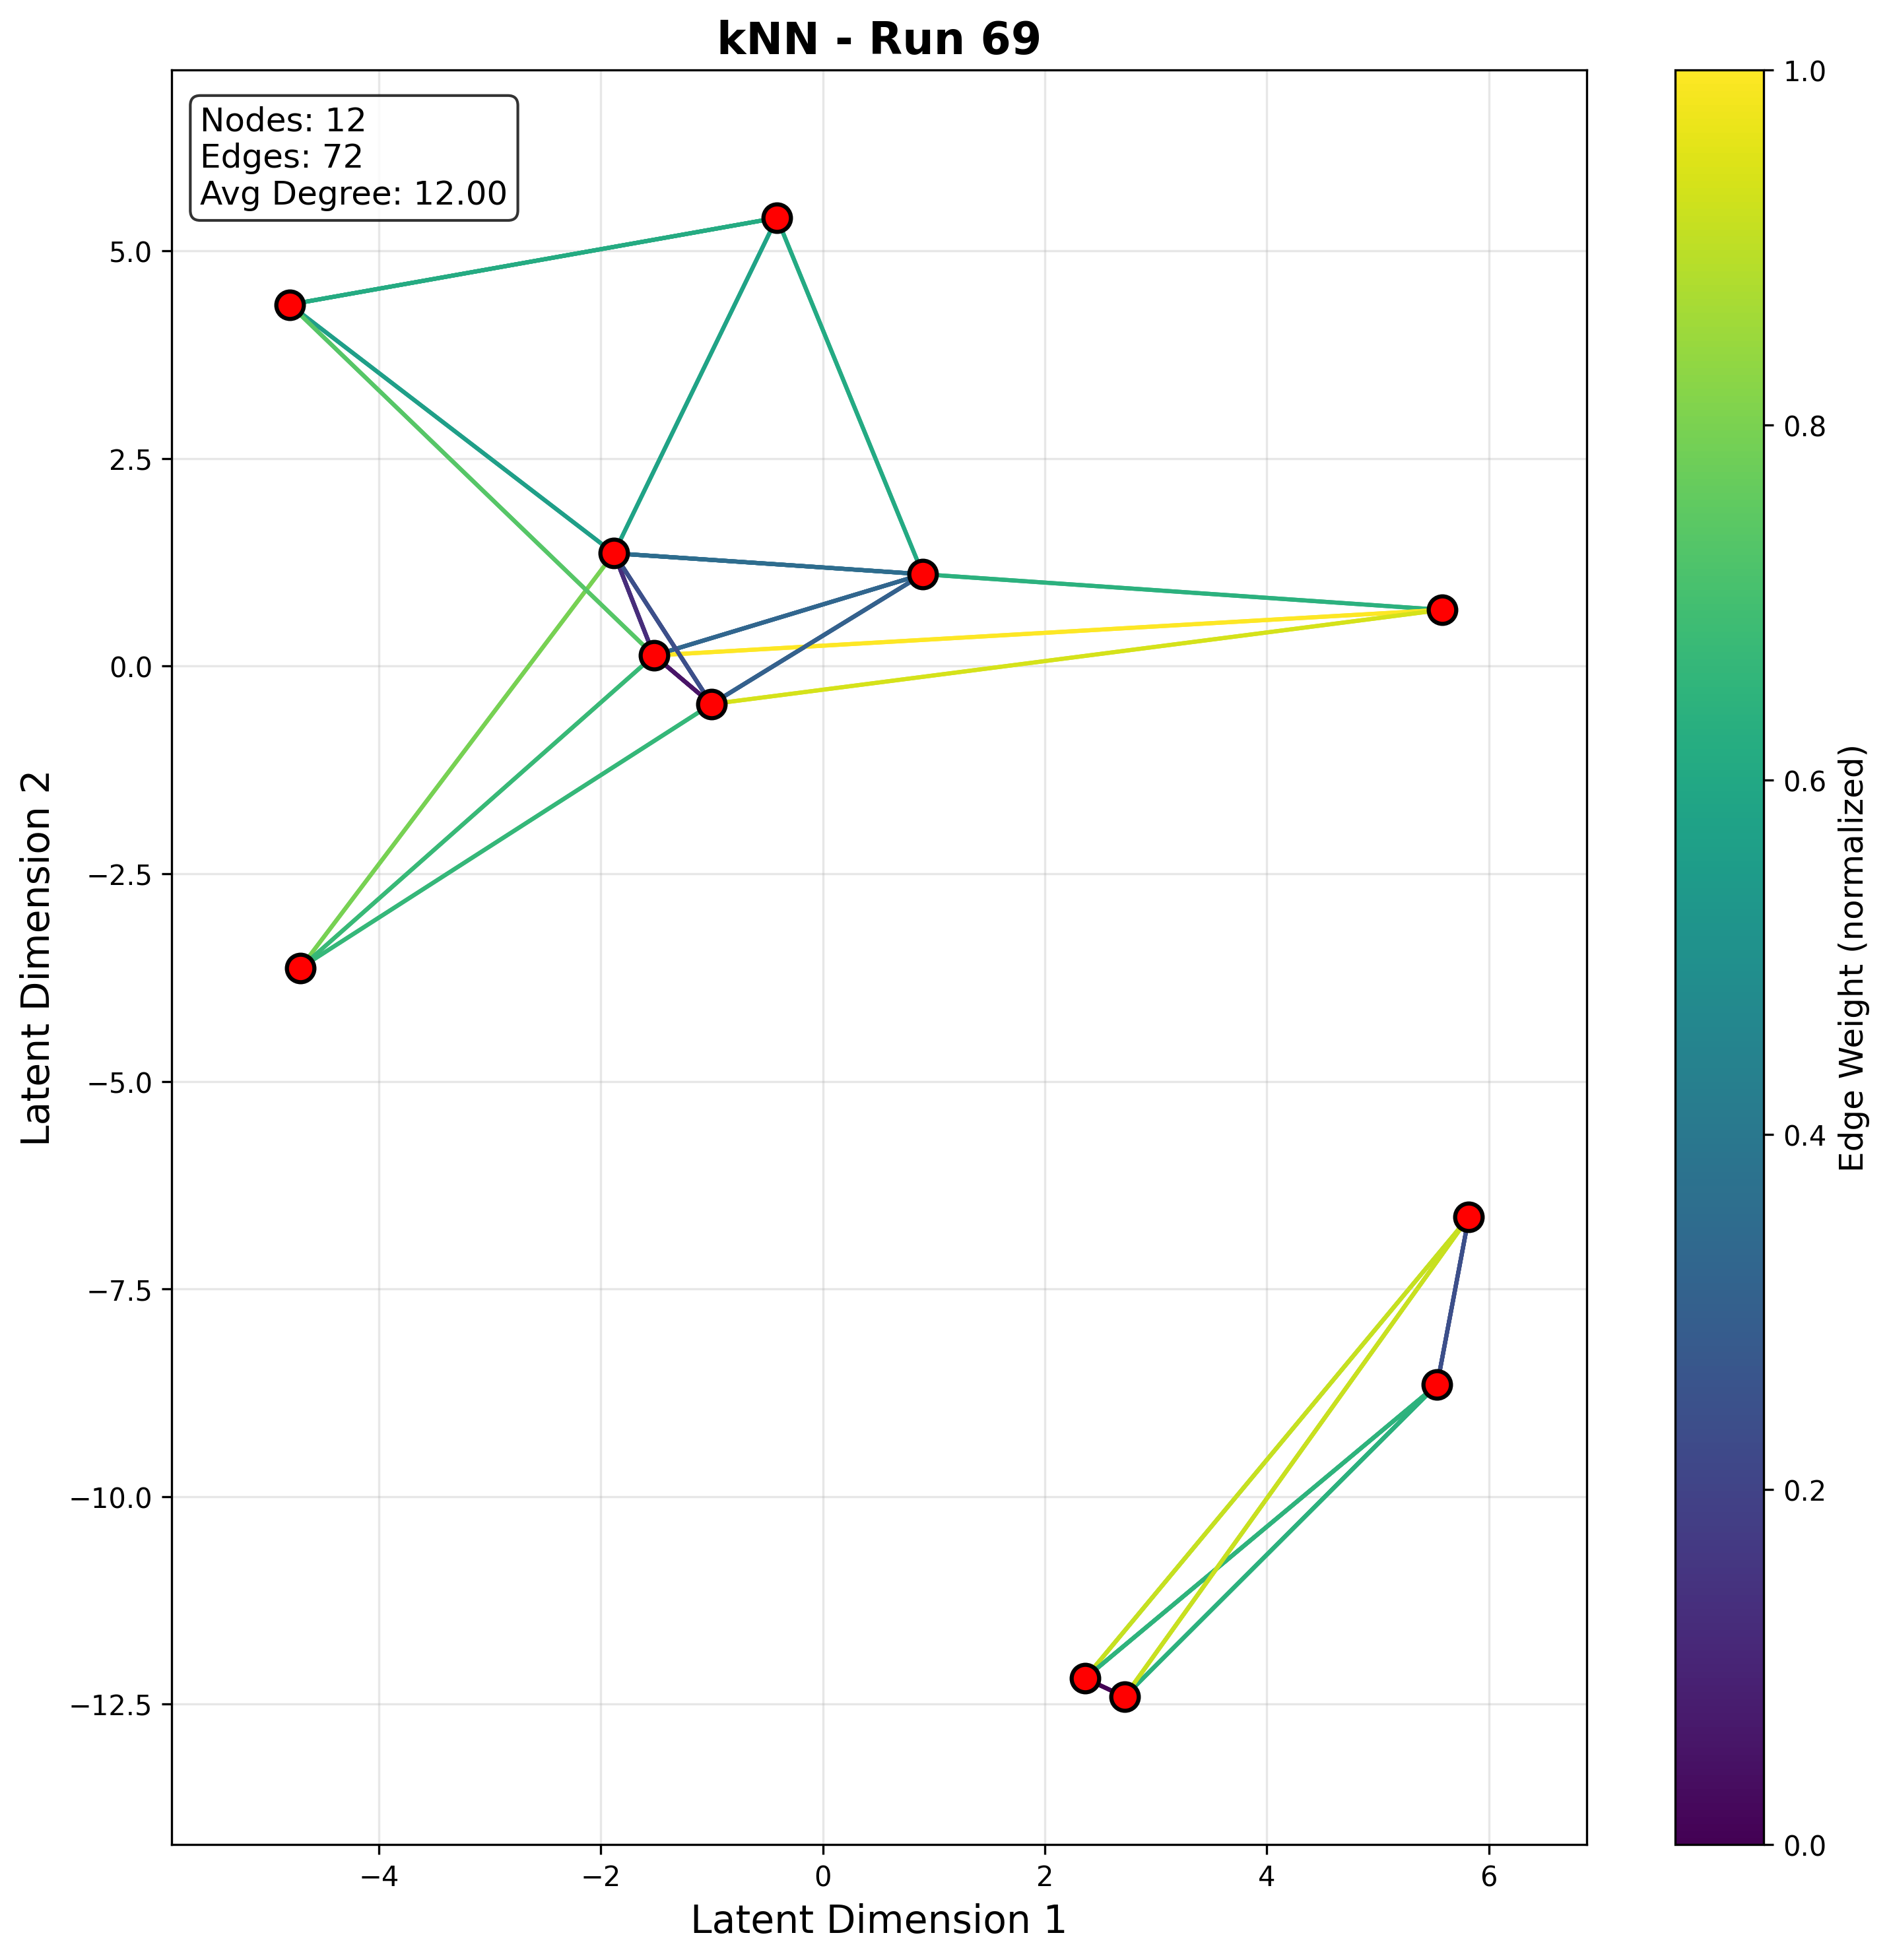 kNN - Run 69
Nodes: 12
Edges: 72
Avg Degree: 12.00
5.0
2.5
0.0
−2.5
−5.0
−7.5
−10.0
−12.5
Latent Dimension 2
−4
−2
0
2
4
6
Latent Dimension 1
1.0
0.8
0.6
0.4
0.2
0.0
Edge Weight (normalized)